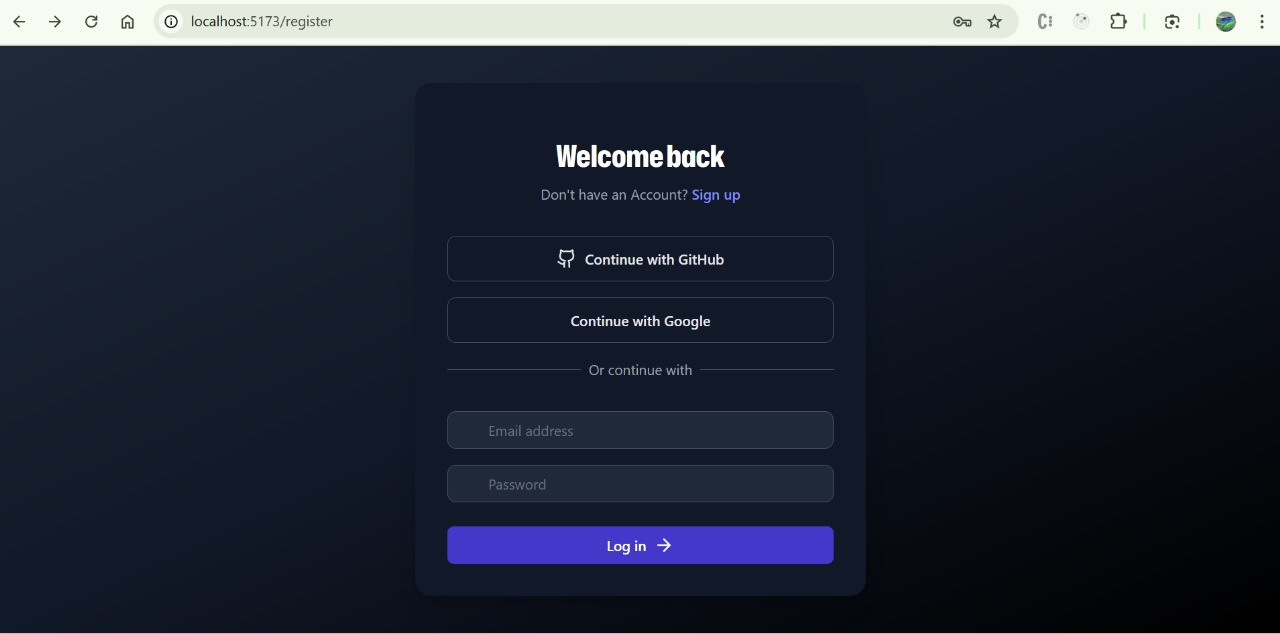 localhost:5173/register
Welcome back
Don't have an Account? Sign up
Continue with GitHub
Continue with Google
Or continue with
Email address
Password
Log in